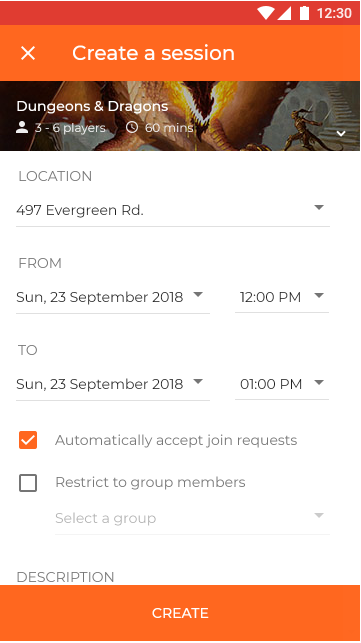 12:30
Create a session
Dungeons & Dragons
3 - 6 players 60 mins
LOCATION
497 Evergreen Rd.
FROM
Sun, 23 September 2018 12:00 PM
TO
Sun, 23 September 2018 01:00 PM
Automatically accept join requests
Restrict to group members
Select a group
DESCRIPTION
CREATE